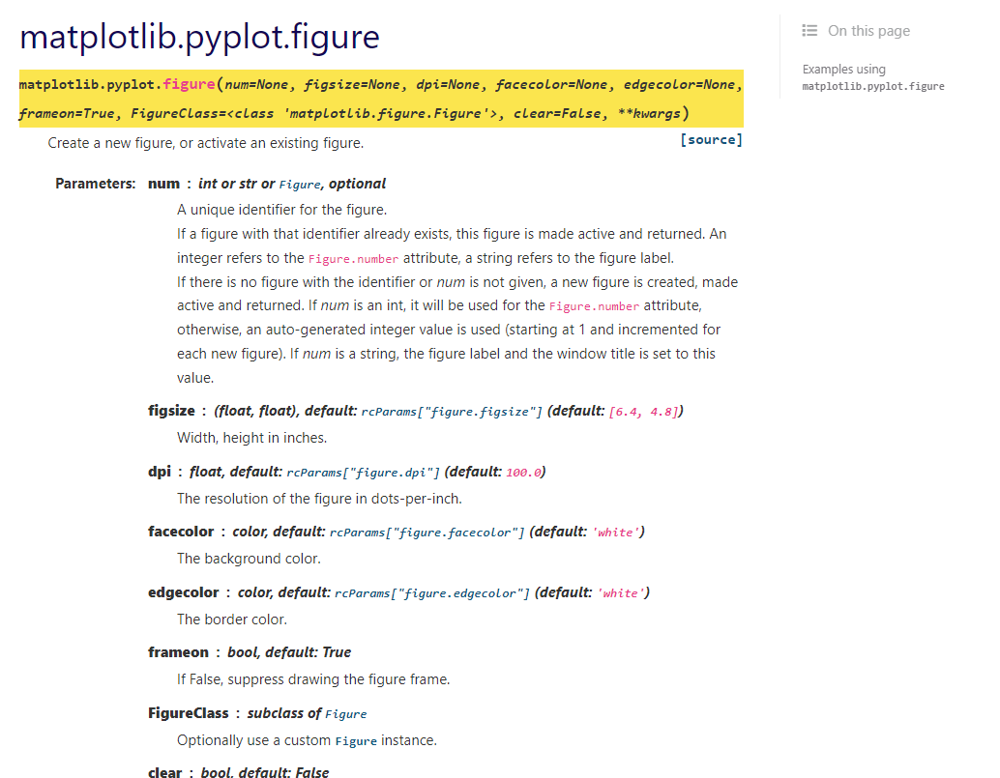 matplotlib.pyplot.figure
matplotlib.pyplot.figure(num=None, figsize=None, dpi=None, facecolor=None, edgecolor=None,
frameon=True, FigureClass=<class 'matplotlib.figure.Figure'>, clear=False, **kwargs)
[source]
Create a new figure, or activate an existing figure.
Parameters:
num : int or str or Figure, optional
A unique identifier for the figure.
If a figure with that identifier already exists, this figure is made active and returned. An
integer refers to the Figure.number attribute, a string refers to the figure label.
If there is no figure with the identifier or num is not given, a new figure is created, made
active and returned. If num is an int, it will be used for the Figure.number attribute,
otherwise, an auto-generated integer value is used (starting at 1 and incremented for
each new figure). If num is a string, the figure label and the window title is set to this
value.
figsize : (float, float), default: rcParams["figure.figsize"] (default: [6.4, 4.8])
Width, height in inches.
dpi : float, default: rcParams["figure.dpi"] (default: 100.0)
The resolution of the figure in dots-per-inch.
facecolor : color, default: rcParams["figure.facecolor"] (default: 'white')
The background color.
edgecolor : color, default: rcParams["figure.edgecolor"] (default: 'white')
The border color.
frameon : bool, default: True
If False, suppress drawing the figure frame.
FigureClass : subclass of Figure
Optionally use a custom Figure instance.
clear : bool, default: False
On this page
Examples using
matplotlib.pyplot.figure